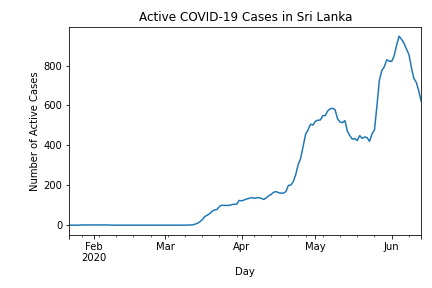 Active COVID-19 Cases in Sri Lanka
Number of Active Cases
800
600
400
200
0
Feb Mar Apr May Jun
2020
Day